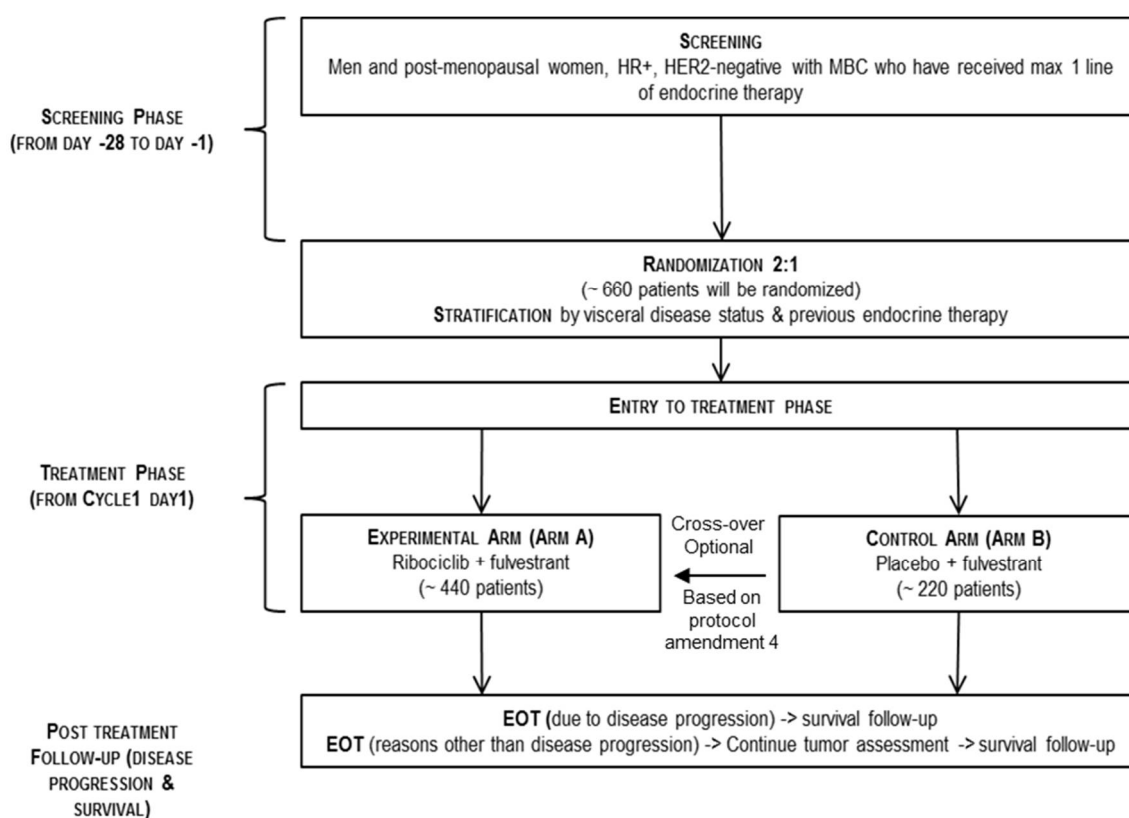 SCREENING
Men and post-menopausal women, HR+, HER2-negative with MBC who have received max 1 line
of endocrine therapy
SCREENING PHASE
(FROM DAY -28 TO DAY -1)
RANDOMIZATION 2:1
(~ 660 patients will be randomized)
STRATIFICATION by visceral disease status & previous endocrine therapy
ENTRY TO TREATMENT PHASE
TREATMENT PHASE
(FROM CYCLE1 DAY1)
EXPERIMENTAL ARM (ARM A)
Ribociclib + fulvestrant
(~ 440 patients)
Cross-over
Optional
Based on
protocol
amendment 4
CONTROL ARM (ARM B)
Placebo + fulvestrant
(~ 220 patients)
POST TREATMENT
FOLLOW-UP (DISEASE
PROGRESSION &
SURVIVAL)
EOT (due to disease progression) -> survival follow-up
EOT (reasons other than disease progression) -> Continue tumor assessment -> survival follow-up